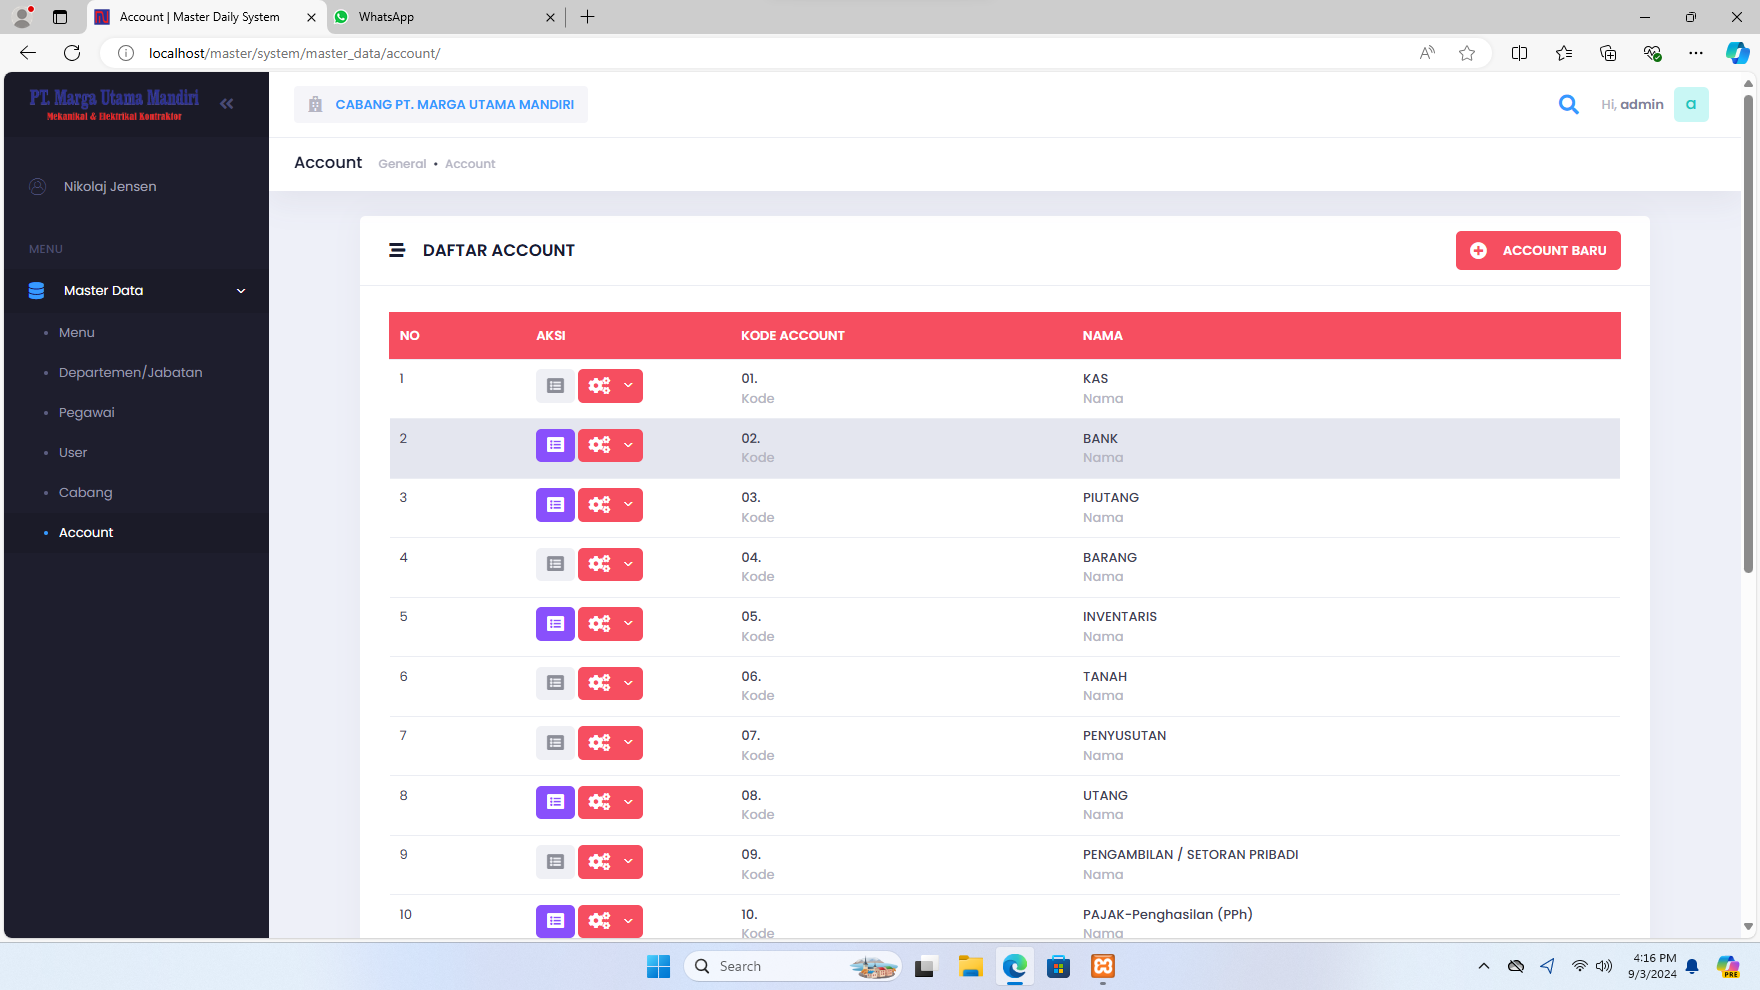 Account | Master Daily System
WhatsApp
localhost/master/system/master_data/account/
PT. Marga Utama Mandiri
Mekanikal & Elektrikal Kontraktor
CABANG PT. MARGA UTAMA MANDIRI
Hi, admin
a
Account
General • Account
Nikolaj Jensen
MENU
Master Data
Menu
Departemen/Jabatan
Pegawai
User
Cabang
Account
DAFTAR ACCOUNT
ACCOUNT BARU
NO AKSI KODE ACCOUNT NAMA
1 01. KAS
Kode Nama
2 02. BANK
Kode Nama
3 03. PIUTANG
Kode Nama
4 04. BARANG
Kode Nama
5 05. INVENTARIS
Kode Nama
6 06. TANAH
Kode Nama
7 07. PENYUSUTAN
Kode Nama
8 08. UTANG
Kode Nama
9 09. PENGAMBILAN / SETORAN PRIBADI
Kode Nama
10 10. PAJAK-Penghasilan (PPh)
Kode Nama
Search
4:16 PM
9/3/2024
PRE